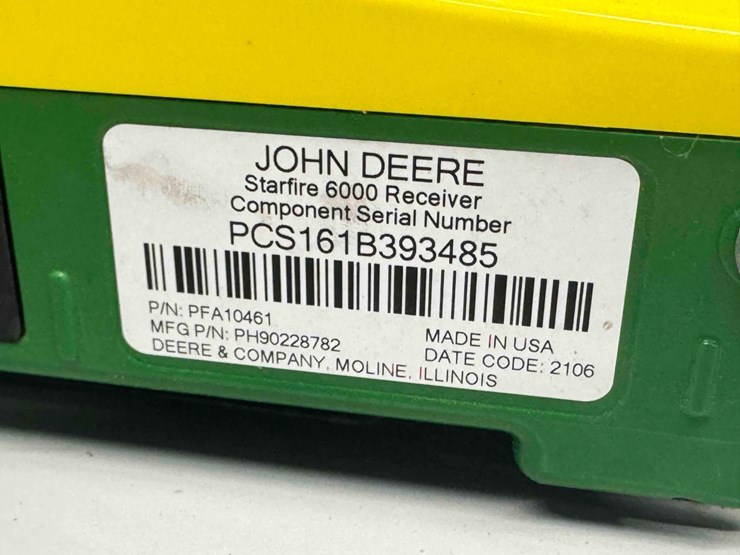 JOHN DEERE
Starfire 6000 Receiver
Component Serial Number
PCS161B393485
P/N: PFA10461
MFG P/N: PH90228782
DEERE & COMPANY, MOLINE, ILLINOIS
MADE IN USA
DATE CODE: 2106